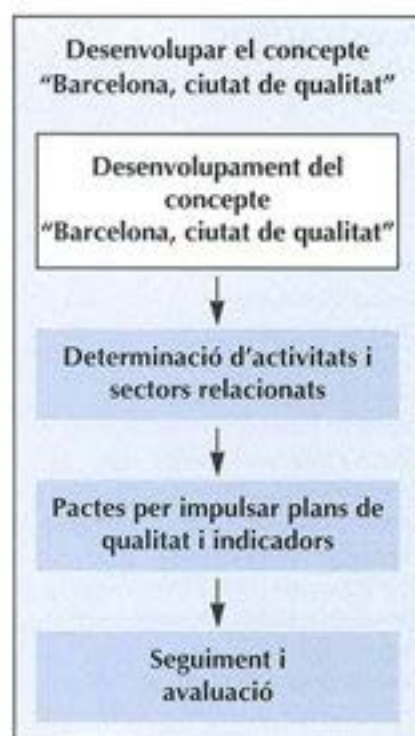 Desenvolupar el concepte
“Barcelona, ciutat de qualitat”
Desenvolupament del
concepte
“Barcelona, ciutat de qualitat”
Determinació d’activitats i
sectors relacionats
Pactes per impulsar plans de
qualitat i indicadors
Seguiment i
avaluació